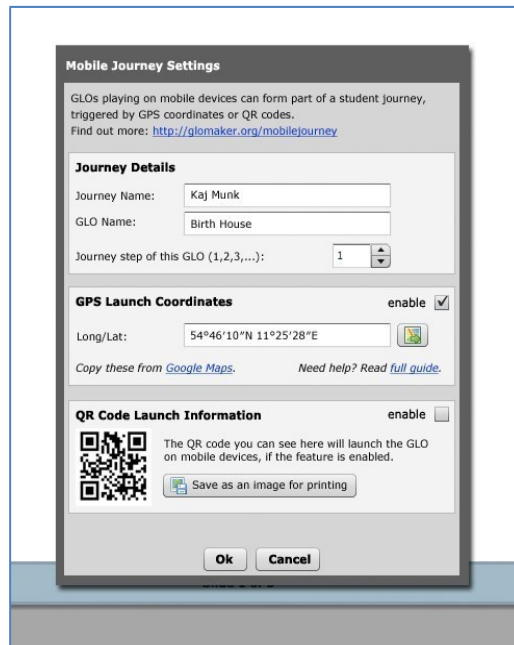 Mobile Journey Settings
GLOs playing on mobile devices can form part of a student journey,
triggered by GPS coordinates or QR codes.
Find out more: http://glomaker.org/mobilejourney
Journey Details
Journey Name: Kaj Munk
GLO Name: Birth House
Journey step of this GLO (1,2,3,...): 1
GPS Launch Coordinates enable
Long/Lat: 54°46'10"N 11°25'28"E
Copy these from Google Maps. Need help? Read full guide.
QR Code Launch Information enable
The QR code you can see here will launch the GLO
on mobile devices, if the feature is enabled.
Save as an image for printing
Ok Cancel